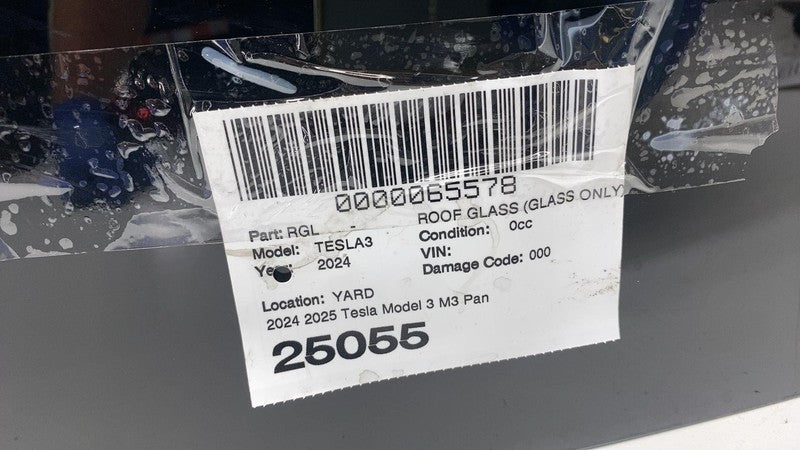 0000065578
Part: RGL - ROOF GLASS (GLASS ONLY)
Model: TESLA3 Condition: 0cc
Year: 2024 VIN:
Damage Code: 000
Location: YARD
2024 2025 Tesla Model 3 M3 Pan
25055